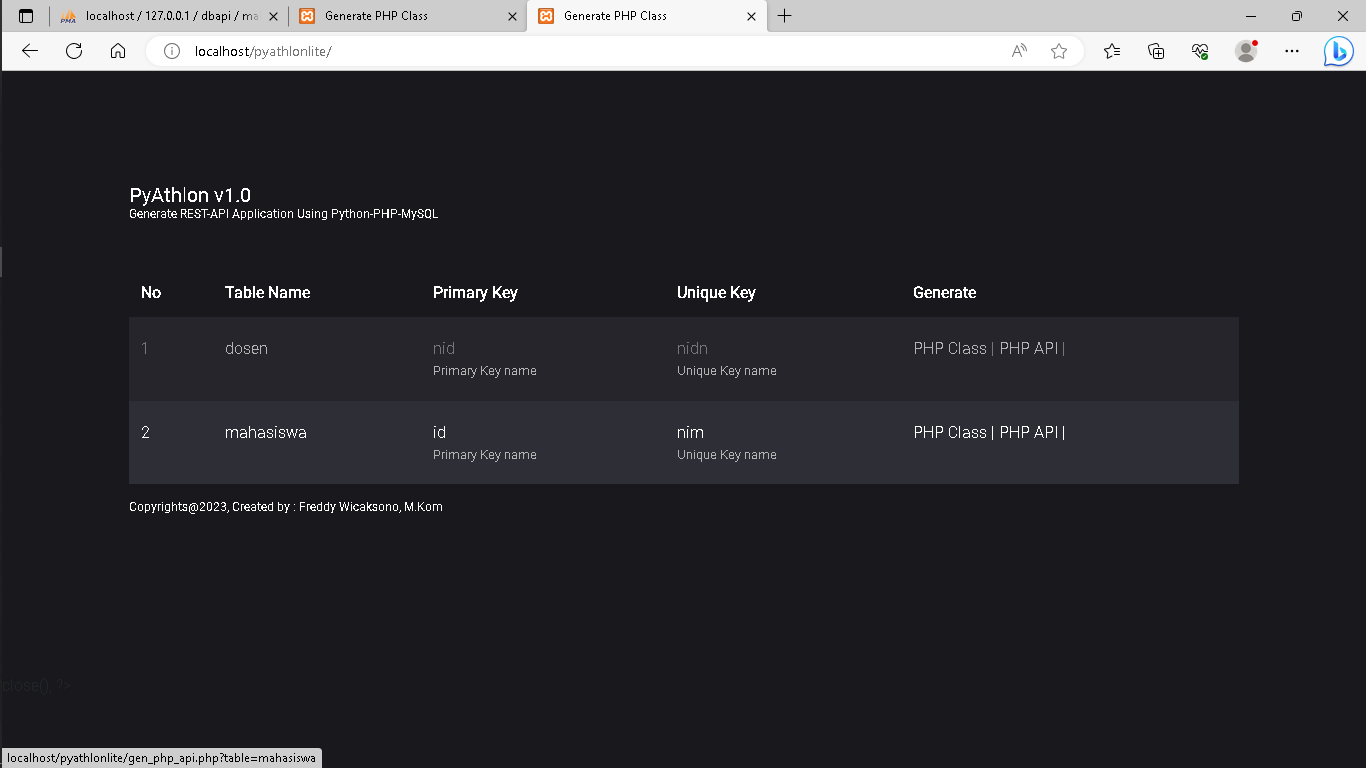 PMA localhost / 127.0.0.1 / dbapi / ma
Generate PHP Class
Generate PHP Class
localhost/pyathlonlite/
PyAthlon v1.0
Generate REST-API Application Using Python-PHP-MySQL
No Table Name Primary Key Unique Key Generate
1 dosen nid nidn PHP Class | PHP API |
Primary Key name Unique Key name
2 mahasiswa id nim PHP Class | PHP API |
Primary Key name Unique Key name
Copyrights@2023, Created by : Freddy Wicaksono, M.Kom
close(); ?>
localhost/pyathlonlite/gen_php_api.php?table=mahasiswa